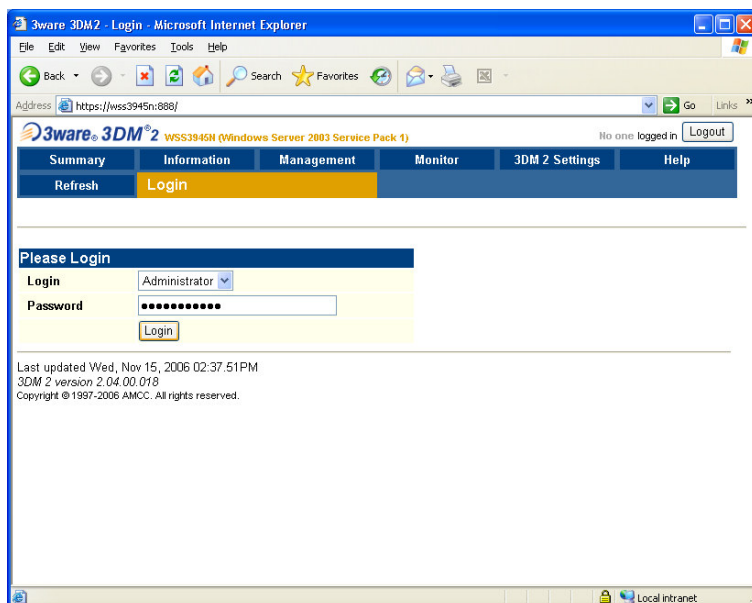 3ware 3DM2 - Login - Microsoft Internet Explorer
File Edit View Favorites Tools Help
Back Search Favorites
Address https://wss3945n:888/ Go Links »
3ware® 3DM®2 WSS3945N (Windows Server 2003 Service Pack 1) No one logged in Logout
Summary Information Management Monitor 3DM 2 Settings Help
Refresh Login
Please Login
Login Administrator
Password ●●●●●●●●●●●
Login
Last updated Wed, Nov 15, 2006 02:37.51PM
3DM 2 version 2.04.00.018
Copyright © 1997-2006 AMCC. All rights reserved.
Local intranet